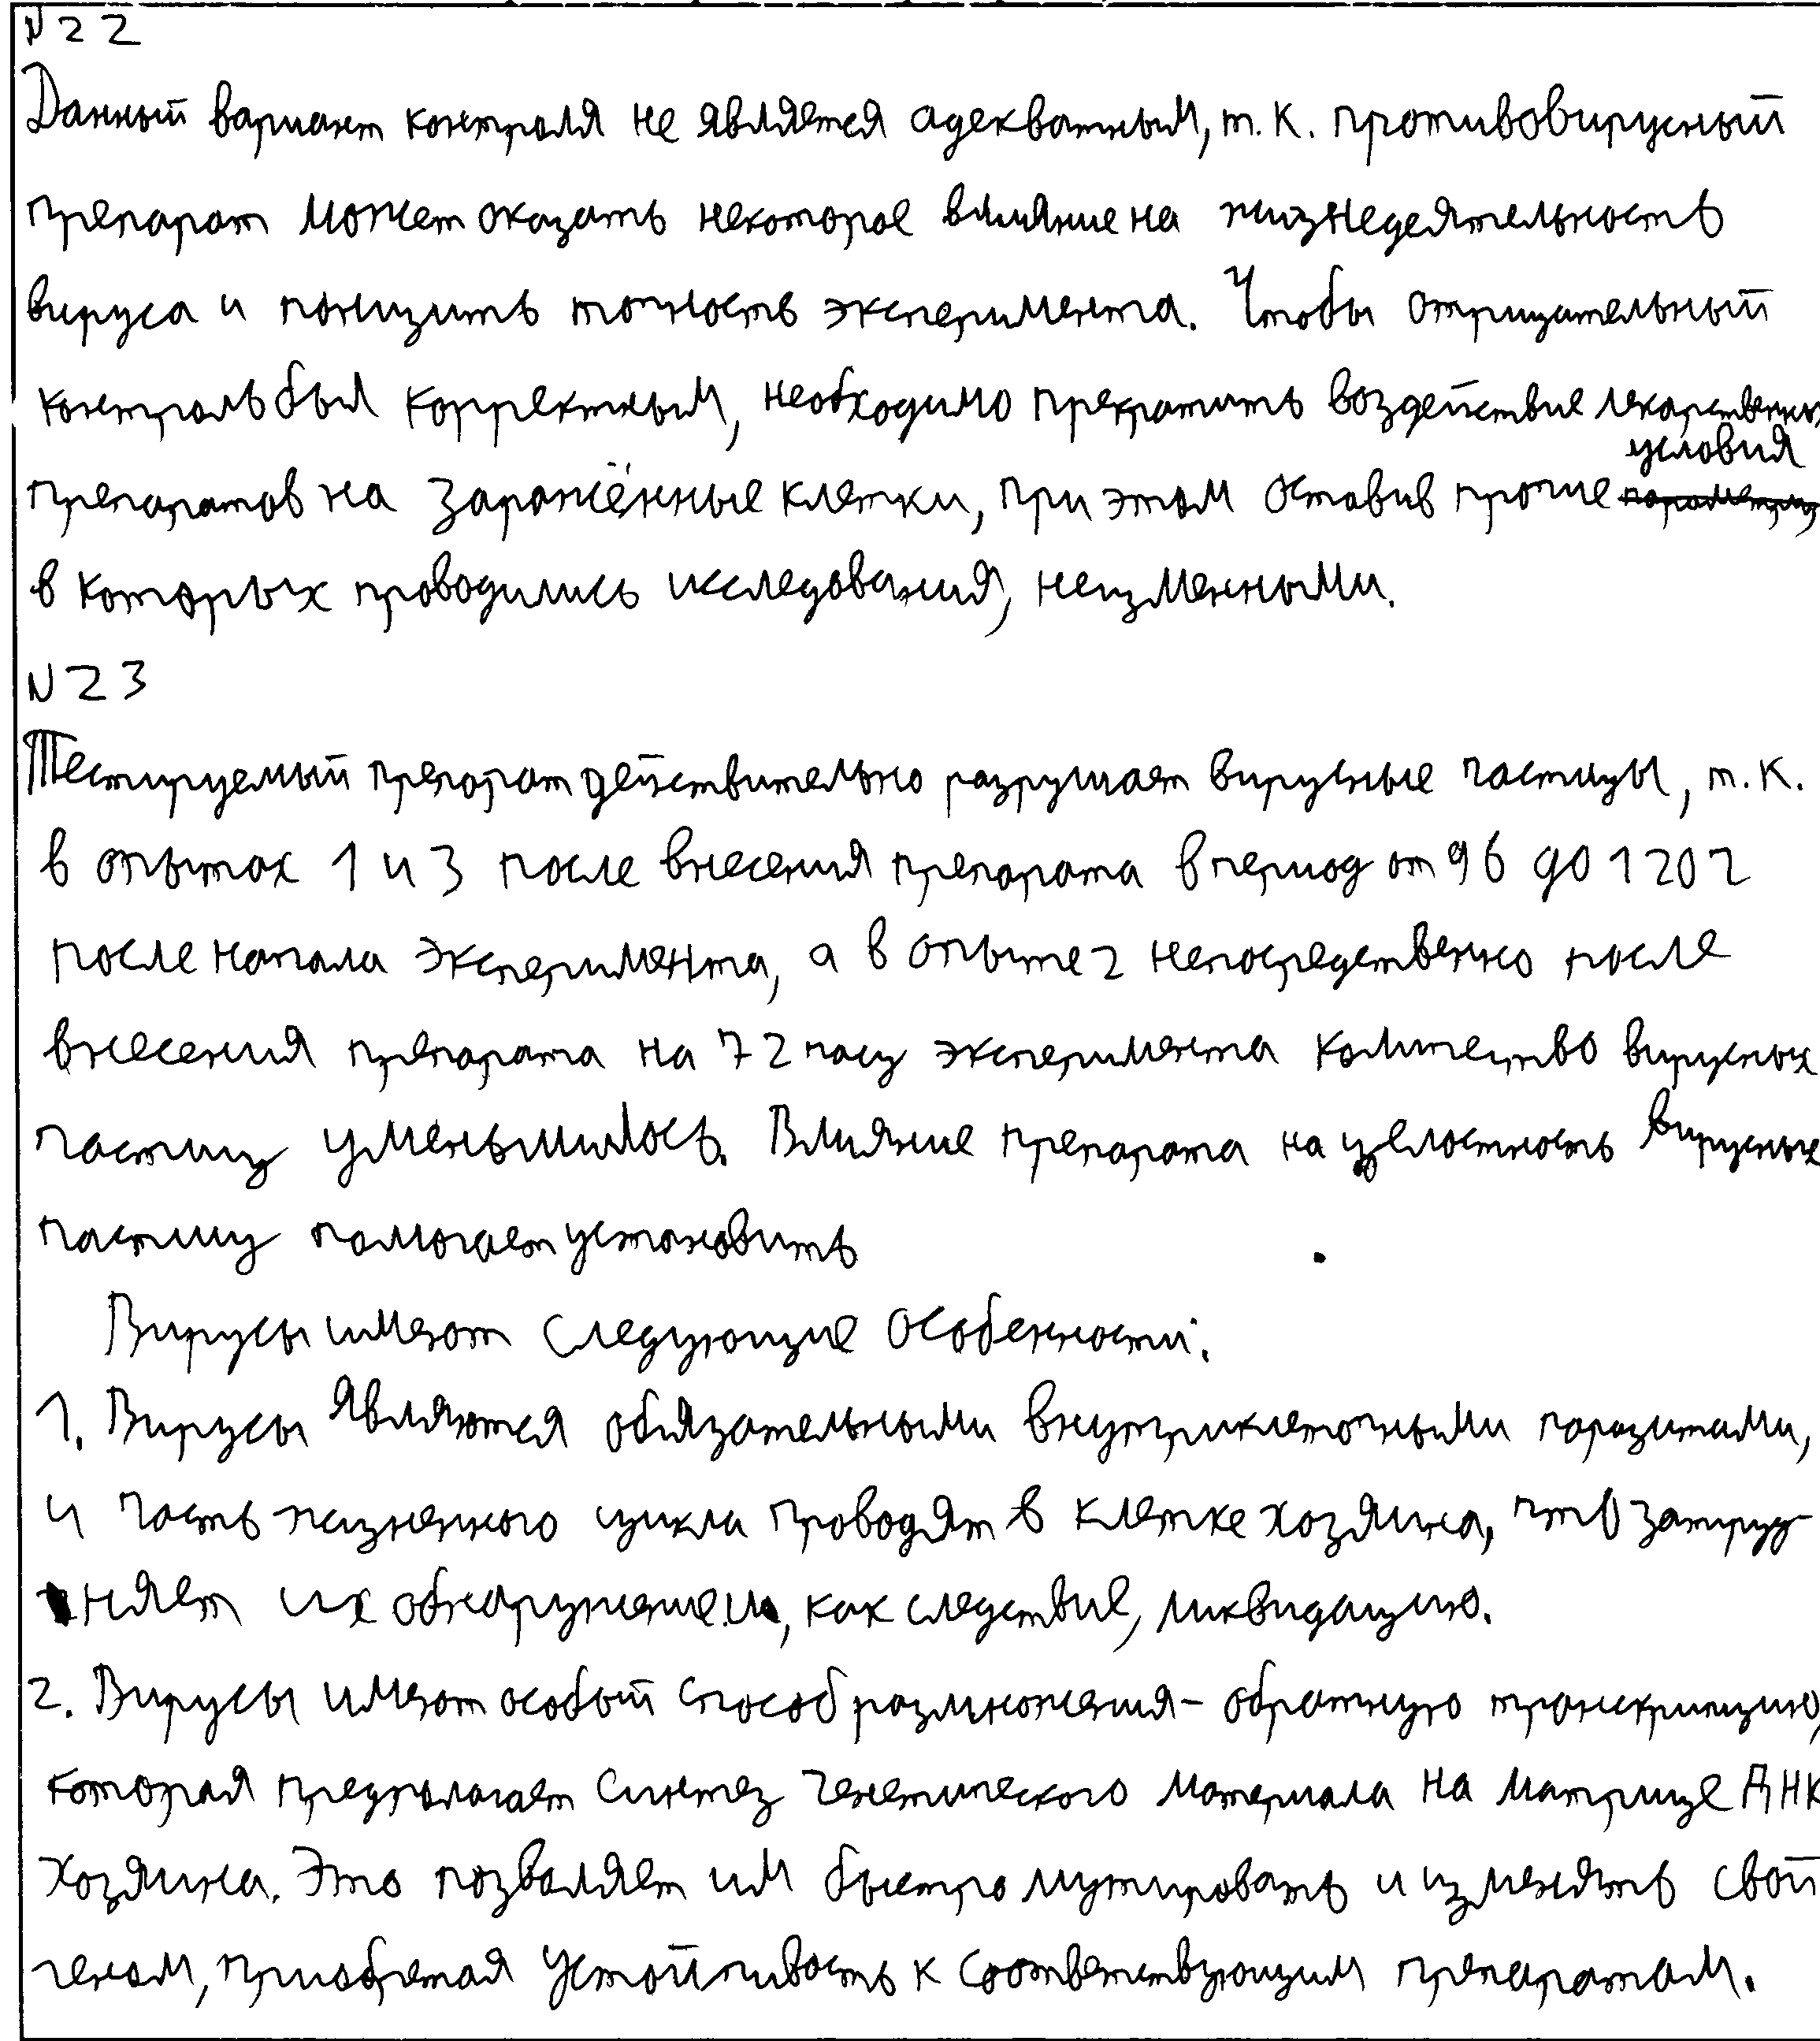 N22
Данный вариант контроля не является адекватным, т.к. противовирусный
препарат может оказать некоторое влияние на жизнедеятельность
вируса и понизить точность эксперимента. Чтобы отрицательный
контроль был корректным, необходимо прекратить воздействие лекарственных
условия
препаратов на заражённые клетки, при этом оставив прочие параметры,
в которых проводились исследования, неизменными.
N23
Тестируемый препарат действительно разрушает вирусные частицы, т.к.
в опытах 1 и 3 после внесения препарата в период от 96 до 120 ч
после начала эксперимента, а в опыте 2 непосредственно после
внесения препарата на 72 часу эксперимента количество вирусных
частиц уменьшилось. Влияние препарата на целостность вирусных
частиц помогает установить
Вирусы имеют следующие особенности:
1. Вирусы являются обязательными внутриклеточными паразитами,
и часть жизненного цикла проводят в клетке хозяина, что затруд-
няет их обнаружение и, как следствие, ликвидацию.
2. Вирусы имеют особый способ размножения - обратную транскрипцию,
которая предполагает синтез генетического материала на матрице ДНК
хозяина. Это позволяет им быстро мутировать и изменять свой
геном, приобретая устойчивость к соответствующим препаратам.